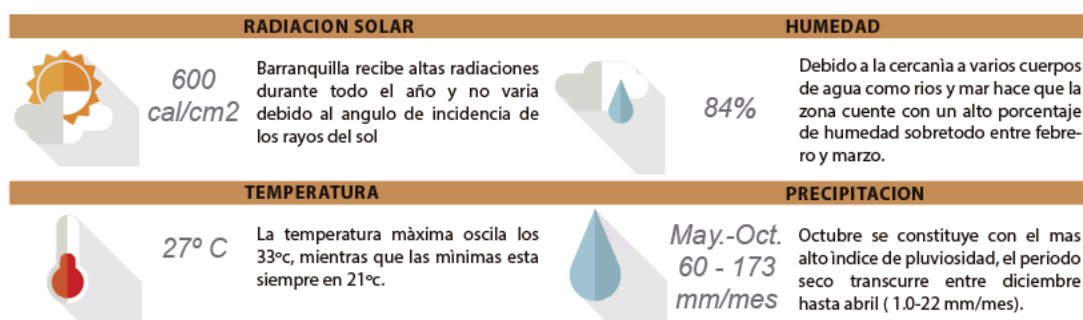 RADIACION SOLAR
600
cal/cm2
Barranquilla recibe altas radiaciones
durante todo el año y no varia
debido al angulo de incidencia de
los rayos del sol
HUMEDAD
84%
Debido a la cercanìa a varios cuerpos
de agua como rios y mar hace que la
zona cuente con un alto porcentaje
de humedad sobretodo entre febre-
ro y marzo.
TEMPERATURA
27º C
La temperatura màxima oscila los
33ºc, mientras que las mìnimas esta
siempre en 21ºc.
PRECIPITACION
May.-Oct.
60 - 173
mm/mes
Octubre se constituye con el mas
alto ìndice de pluviosidad, el periodo
seco transcurre entre diciembre
hasta abril ( 1.0-22 mm/mes).